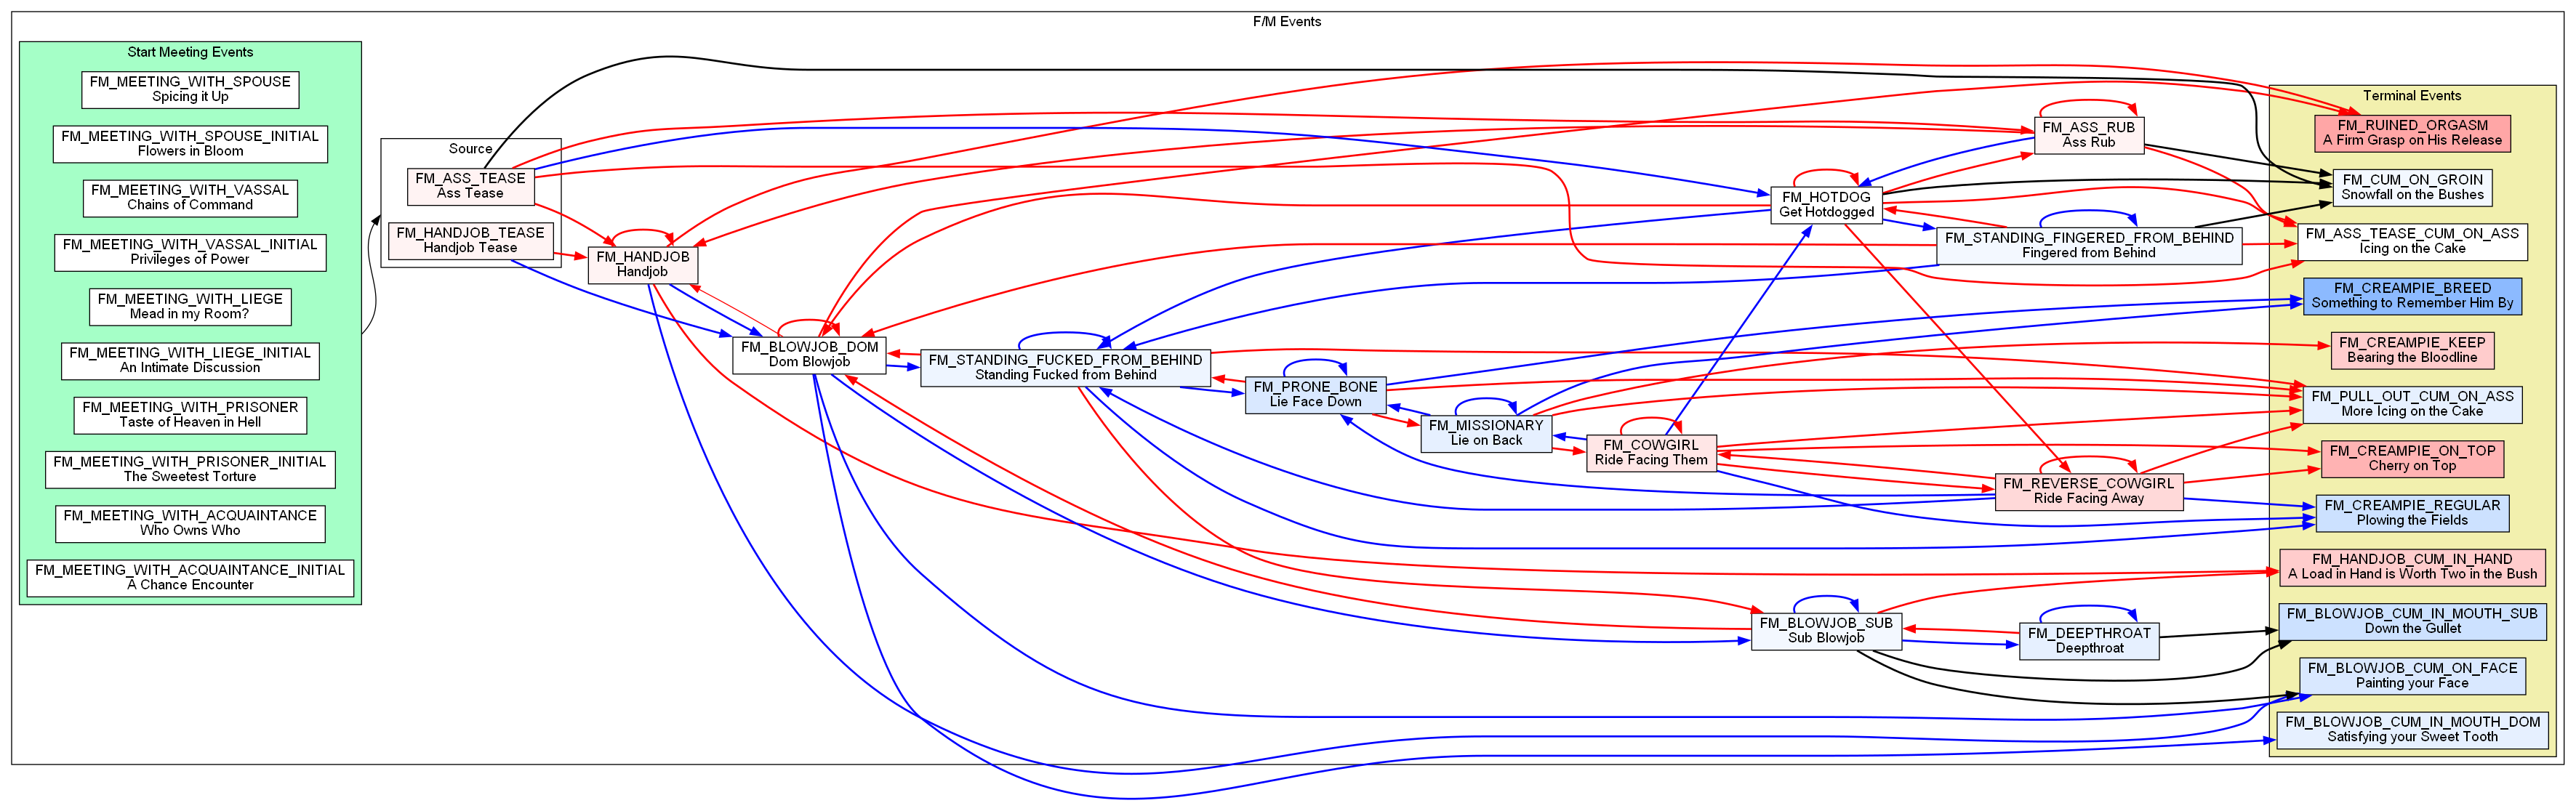 F/M Events
Start Meeting Events
FM_MEETING_WITH_SPOUSE
Spicing it Up
FM_MEETING_WITH_SPOUSE_INITIAL
Flowers in Bloom
FM_MEETING_WITH_VASSAL
Chains of Command
FM_MEETING_WITH_VASSAL_INITIAL
Privileges of Power
FM_MEETING_WITH_LIEGE
Mead in my Room?
FM_MEETING_WITH_LIEGE_INITIAL
An Intimate Discussion
FM_MEETING_WITH_PRISONER
Taste of Heaven in Hell
FM_MEETING_WITH_PRISONER_INITIAL
The Sweetest Torture
FM_MEETING_WITH_ACQUAINTANCE
Who Owns Who
FM_MEETING_WITH_ACQUAINTANCE_INITIAL
A Chance Encounter
Source
FM_ASS_TEASE
Ass Tease
FM_HANDJOB_TEASE
Handjob Tease
FM_HANDJOB
Handjob
FM_BLOWJOB_DOM
Dom Blowjob
FM_STANDING_FUCKED_FROM_BEHIND
Standing Fucked from Behind
FM_PRONE_BONE
Lie Face Down
FM_MISSIONARY
Lie on Back
FM_COWGIRL
Ride Facing Them
FM_HOTDOG
Get Hotdogged
FM_BLOWJOB_SUB
Sub Blowjob
FM_ASS_RUB
Ass Rub
FM_STANDING_FINGERED_FROM_BEHIND
Fingered from Behind
FM_REVERSE_COWGIRL
Ride Facing Away
FM_DEEPTHROAT
Deepthroat
Terminal Events
FM_RUINED_ORGASM
A Firm Grasp on His Release
FM_CUM_ON_GROIN
Snowfall on the Bushes
FM_ASS_TEASE_CUM_ON_ASS
Icing on the Cake
FM_CREAMPIE_BREED
Something to Remember Him By
FM_CREAMPIE_KEEP
Bearing the Bloodline
FM_PULL_OUT_CUM_ON_ASS
More Icing on the Cake
FM_CREAMPIE_ON_TOP
Cherry on Top
FM_CREAMPIE_REGULAR
Plowing the Fields
FM_HANDJOB_CUM_IN_HAND
A Load in Hand is Worth Two in the Bush
FM_BLOWJOB_CUM_IN_MOUTH_SUB
Down the Gullet
FM_BLOWJOB_CUM_ON_FACE
Painting your Face
FM_BLOWJOB_CUM_IN_MOUTH_DOM
Satisfying your Sweet Tooth